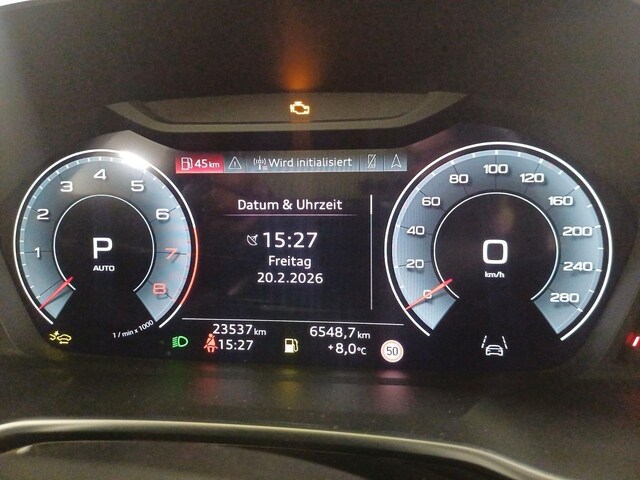 45 km
Wird initialisiert
Datum & Uhrzeit
15:27
Freitag
20.2.2026
1 2 3 4 5 6 7 8
P
AUTO
1/min x 1000
0 20 40 60 80 100 120 160 200 240 280
0
km/h
23537 km
15:27
6548,7 km
+8,0 °C
50